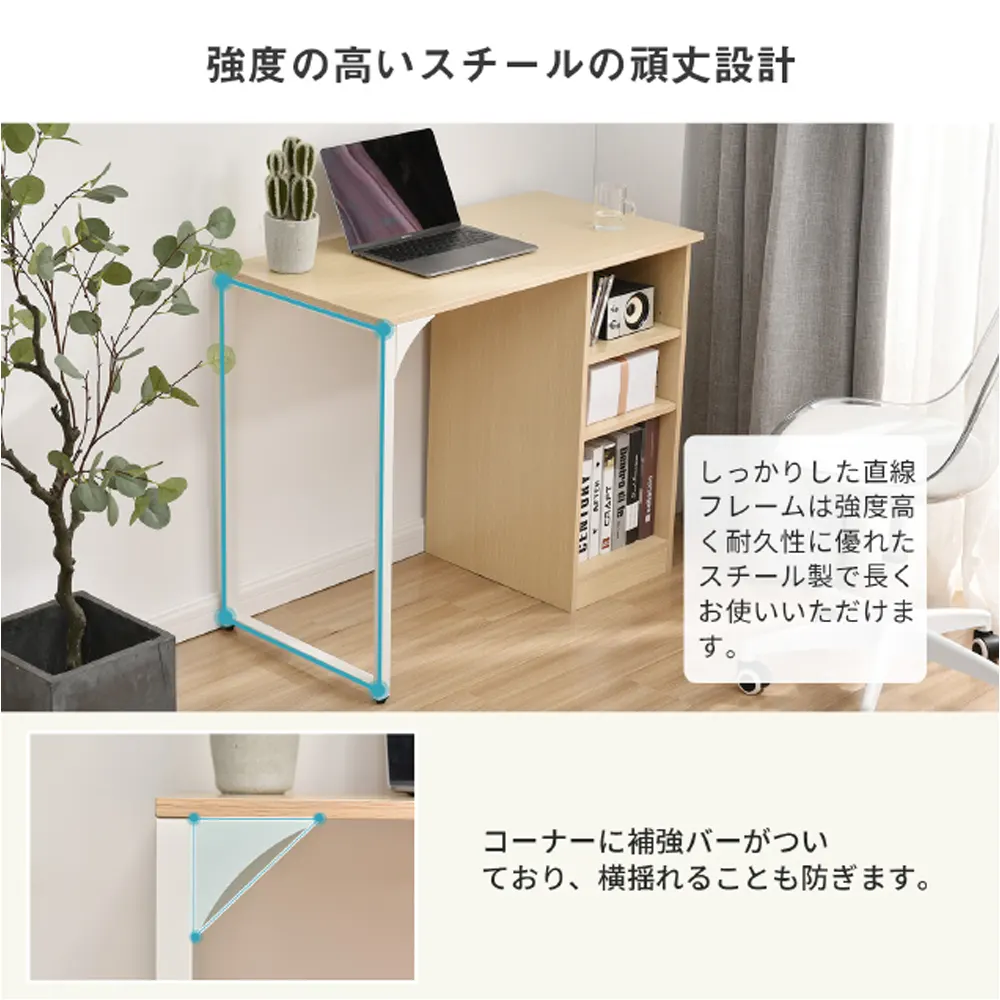 強度の高いスチールの頑丈設計
しっかりした直線
フレームは強度高
く耐久性に優れた
スチール製で長く
お使いいただけま
す。
CENTURY
AFTER
CRAFT
コーナーに補強バーがつい
ており、横揺れることも防ぎます。